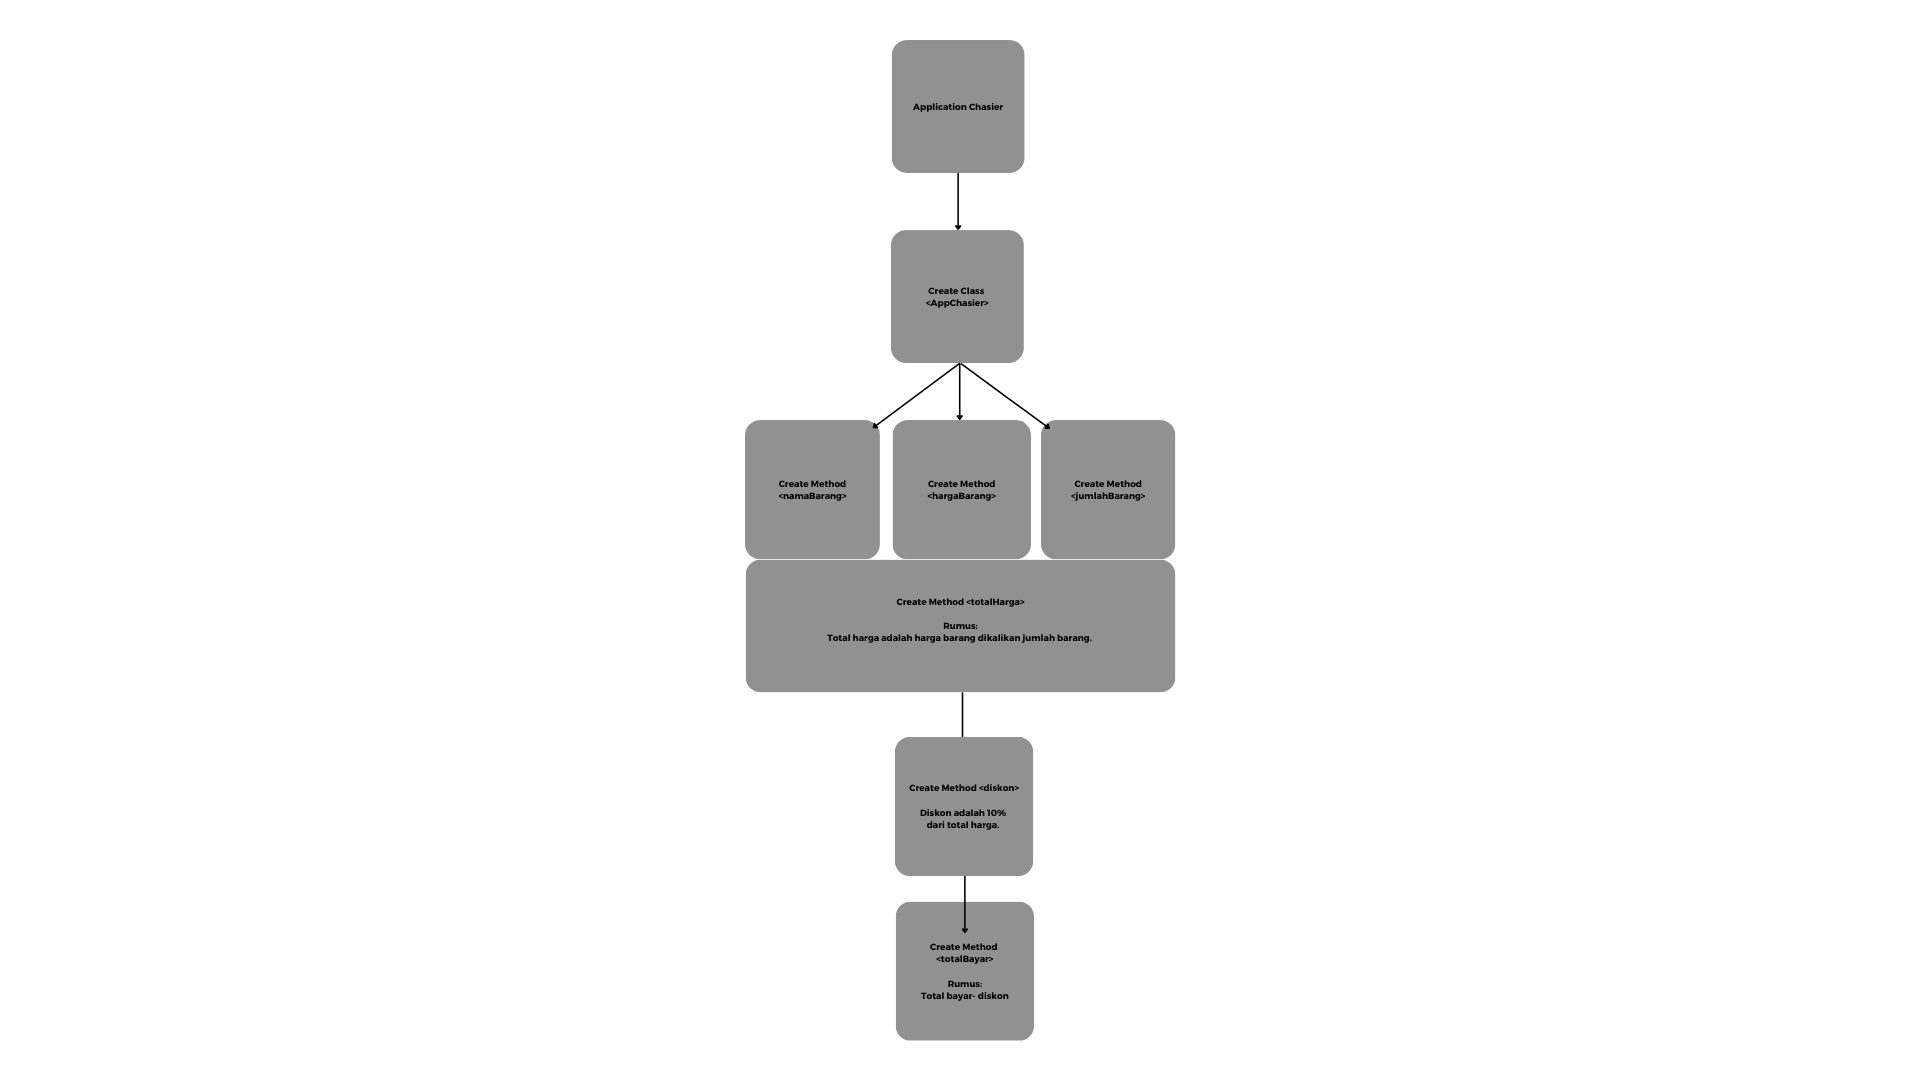 Application Chasier
Create Class
<AppChasier>
Create Method
<namaBarang>
Create Method
<hargaBarang>
Create Method
<jumlahBarang>
Create Method <totalHarga>
Rumus:
Total harga adalah harga barang dikalikan jumlah barang.
Create Method <diskon>
Diskon adalah 10%
dari total harga.
Create Method
<totalBayar>
Rumus:
Total bayar- diskon